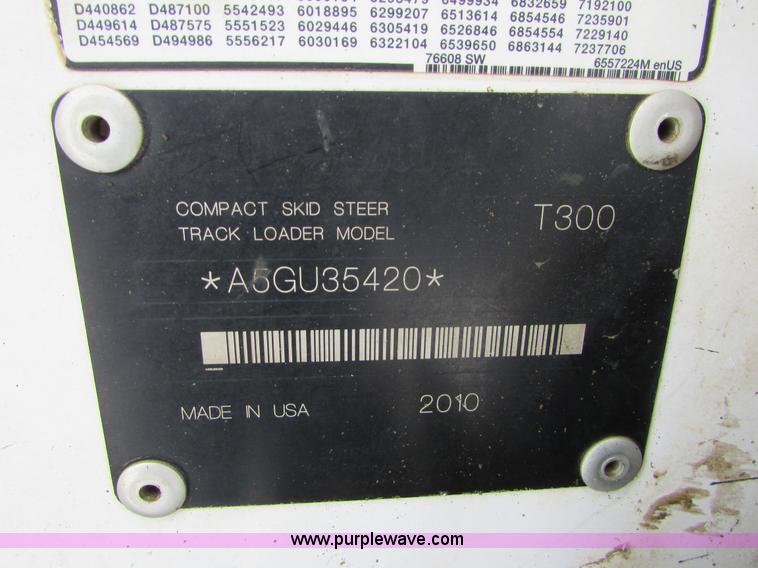 D440862 D487100 5542493 6018895 6299207 6513614 6854546 7235901
D449614 D487575 5551523 6029446 6305419 6526846 6854554 7229140
D454569 D494986 5556217 6030169 6322104 6539650 6863144 7237706
76608 SW 6557224M enUS
COMPACT SKID STEER
TRACK LOADER MODEL T300
*A5GU35420*
MADE IN USA 2010
www.purplewave.com